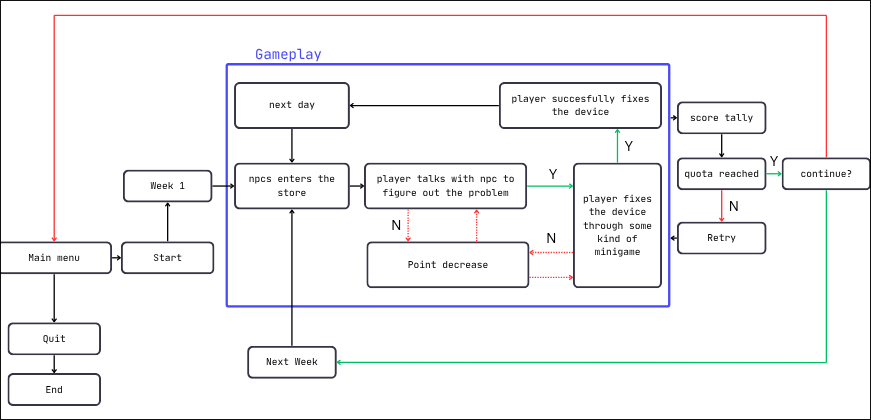 Gameplay
next day
player succesfully fixes
the device
score tally
Week 1
npcs enters the
store
player talks with npc to
figure out the problem
Y
Y
player fixes
the device
through some
kind of
minigame
quota reached
Y
continue?
N
N
N
Main menu
Start
Point decrease
Retry
Quit
Next Week
End